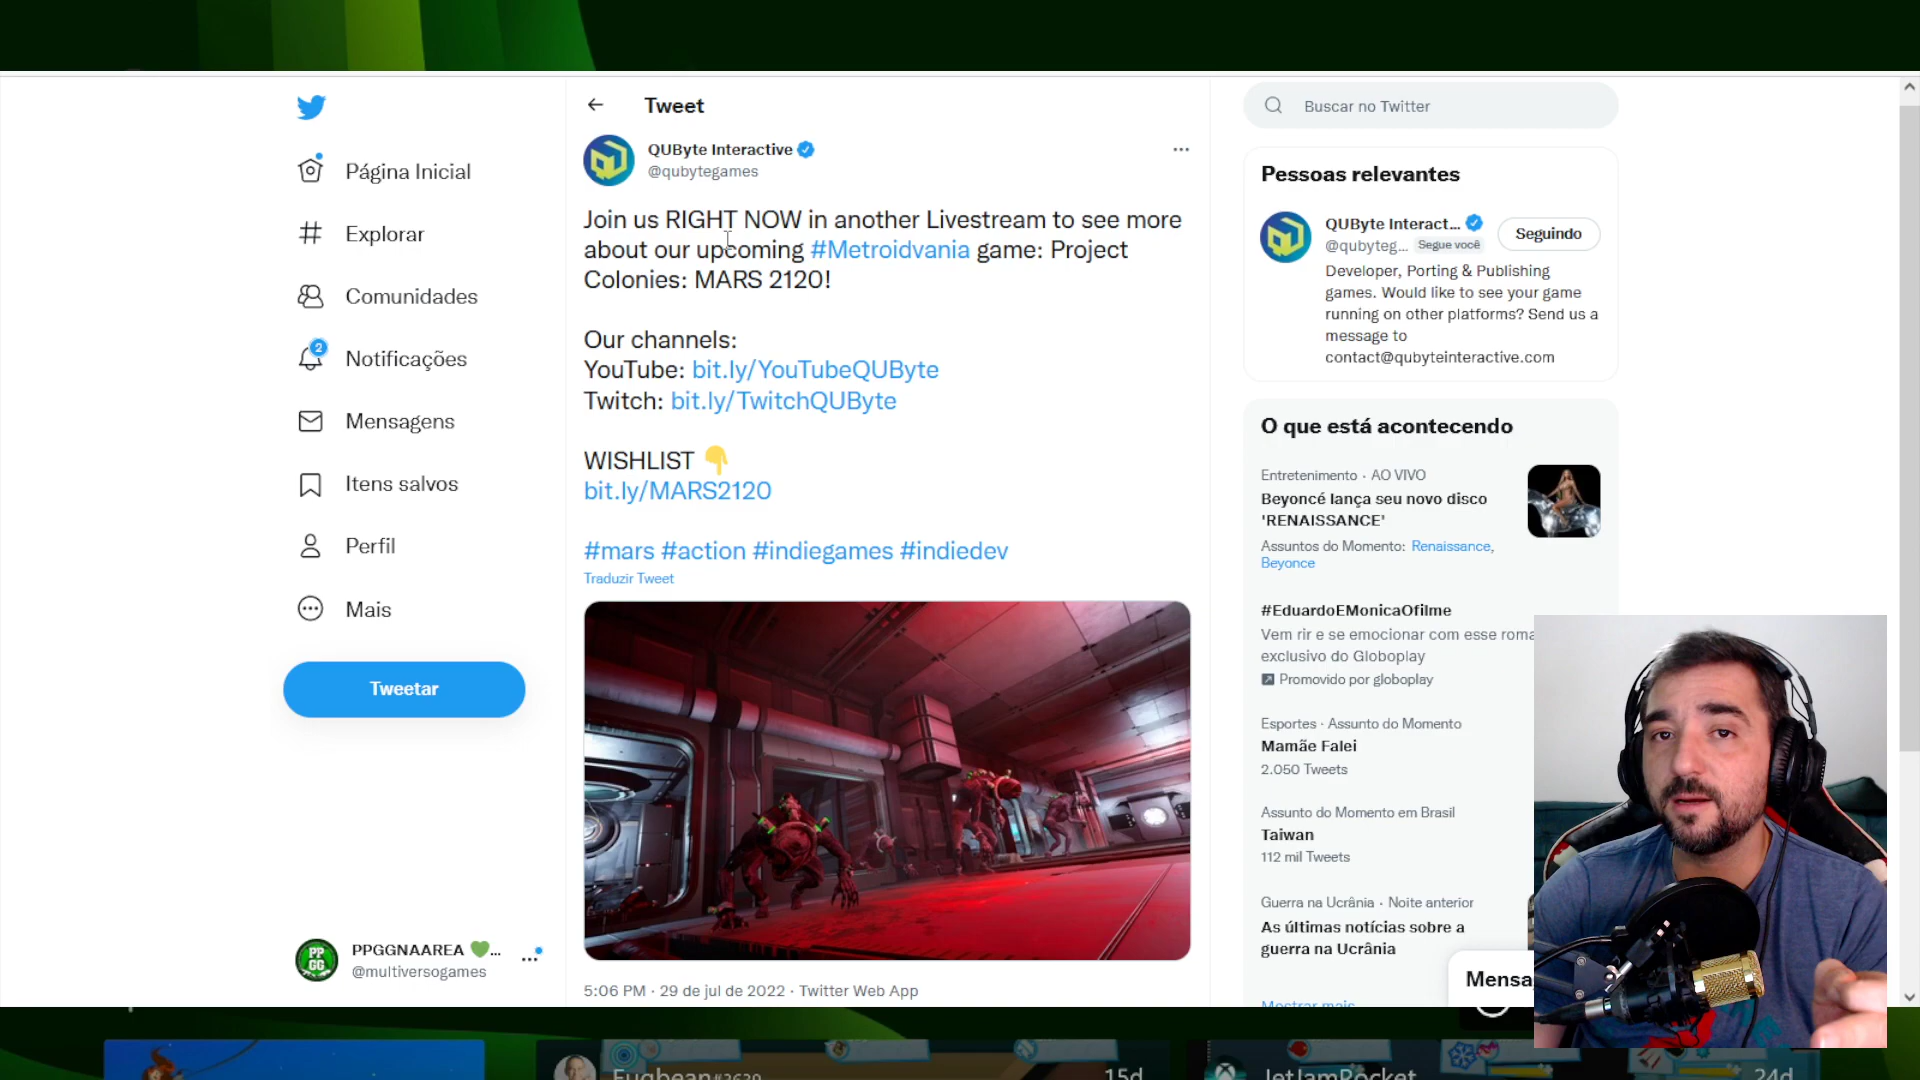 Tweet
QUByte Interactive
@qubytegames
Join us RIGHT NOW in another Livestream to see more
about our upcoming #Metroidvania game: Project
Colonies: MARS 2120!
Our channels:
YouTube: bit.ly/YouTubeQUByte
Twitch: bit.ly/TwitchQUByte
WISHLIST 👇
bit.ly/MARS2120
#mars #action #indiegames #indiedev
Traduzir Tweet
5:06 PM · 29 de jul de 2022 · Twitter Web App
Página Inicial
Explorar
Comunidades
2
Notificações
Mensagens
Itens salvos
Perfil
Mais
Tweetar
PP
GG
PPGGNAAREA 💚...
@multiversogames
Buscar no Twitter
Pessoas relevantes
QUByte Interact...
@qubyteg... Segue você
Seguindo
Developer, Porting & Publishing
games. Would like to see your game
running on other platforms? Send us a
message to
contact@qubyteinteractive.com
O que está acontecendo
Entretenimento · AO VIVO
Beyoncé lança seu novo disco
'RENAISSANCE'
Assuntos do Momento: Renaissance,
Beyonce
#EduardoEMonicaOfilme
Vem rir e se emocionar com esse roma
exclusivo do Globoplay
Promovido por globoplay
Esportes · Assunto do Momento
Mamãe Falei
2.050 Tweets
Assunto do Momento em Brasil
Taiwan
112 mil Tweets
Guerra na Ucrânia · Noite anterior
As últimas notícias sobre a
guerra na Ucrânia
Mostrar mais
Mensa
15d
JetJamRocket
24d